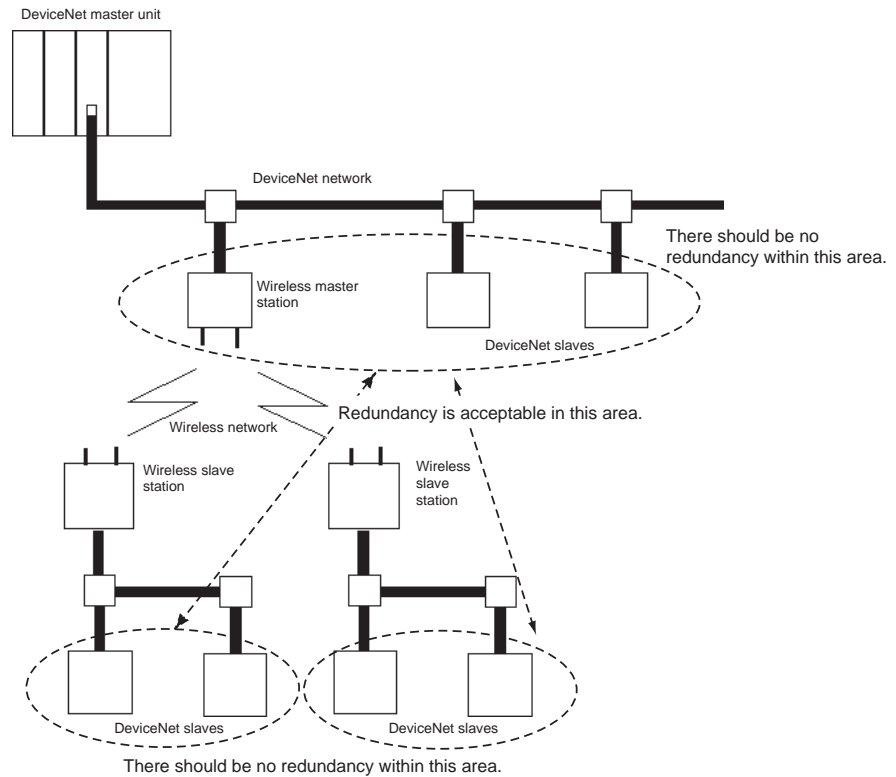 DeviceNet master unit
DeviceNet network
There should be no
redundancy within this area.
Wireless master
station
DeviceNet slaves
Redundancy is acceptable in this area.
Wireless network
Wireless slave
station
Wireless
slave
station
DeviceNet slaves
DeviceNet slaves
There should be no redundancy within this area.